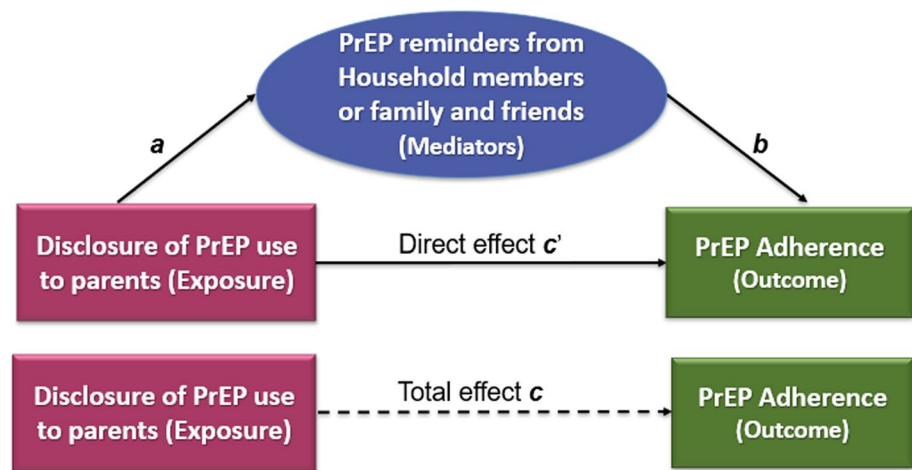 PrEP reminders from
Household members
or family and friends
(Mediators)
a
b
Disclosure of PrEP use
to parents (Exposure)
Direct effect c'
PrEP Adherence
(Outcome)
Disclosure of PrEP use
to parents (Exposure)
Total effect c
PrEP Adherence
(Outcome)